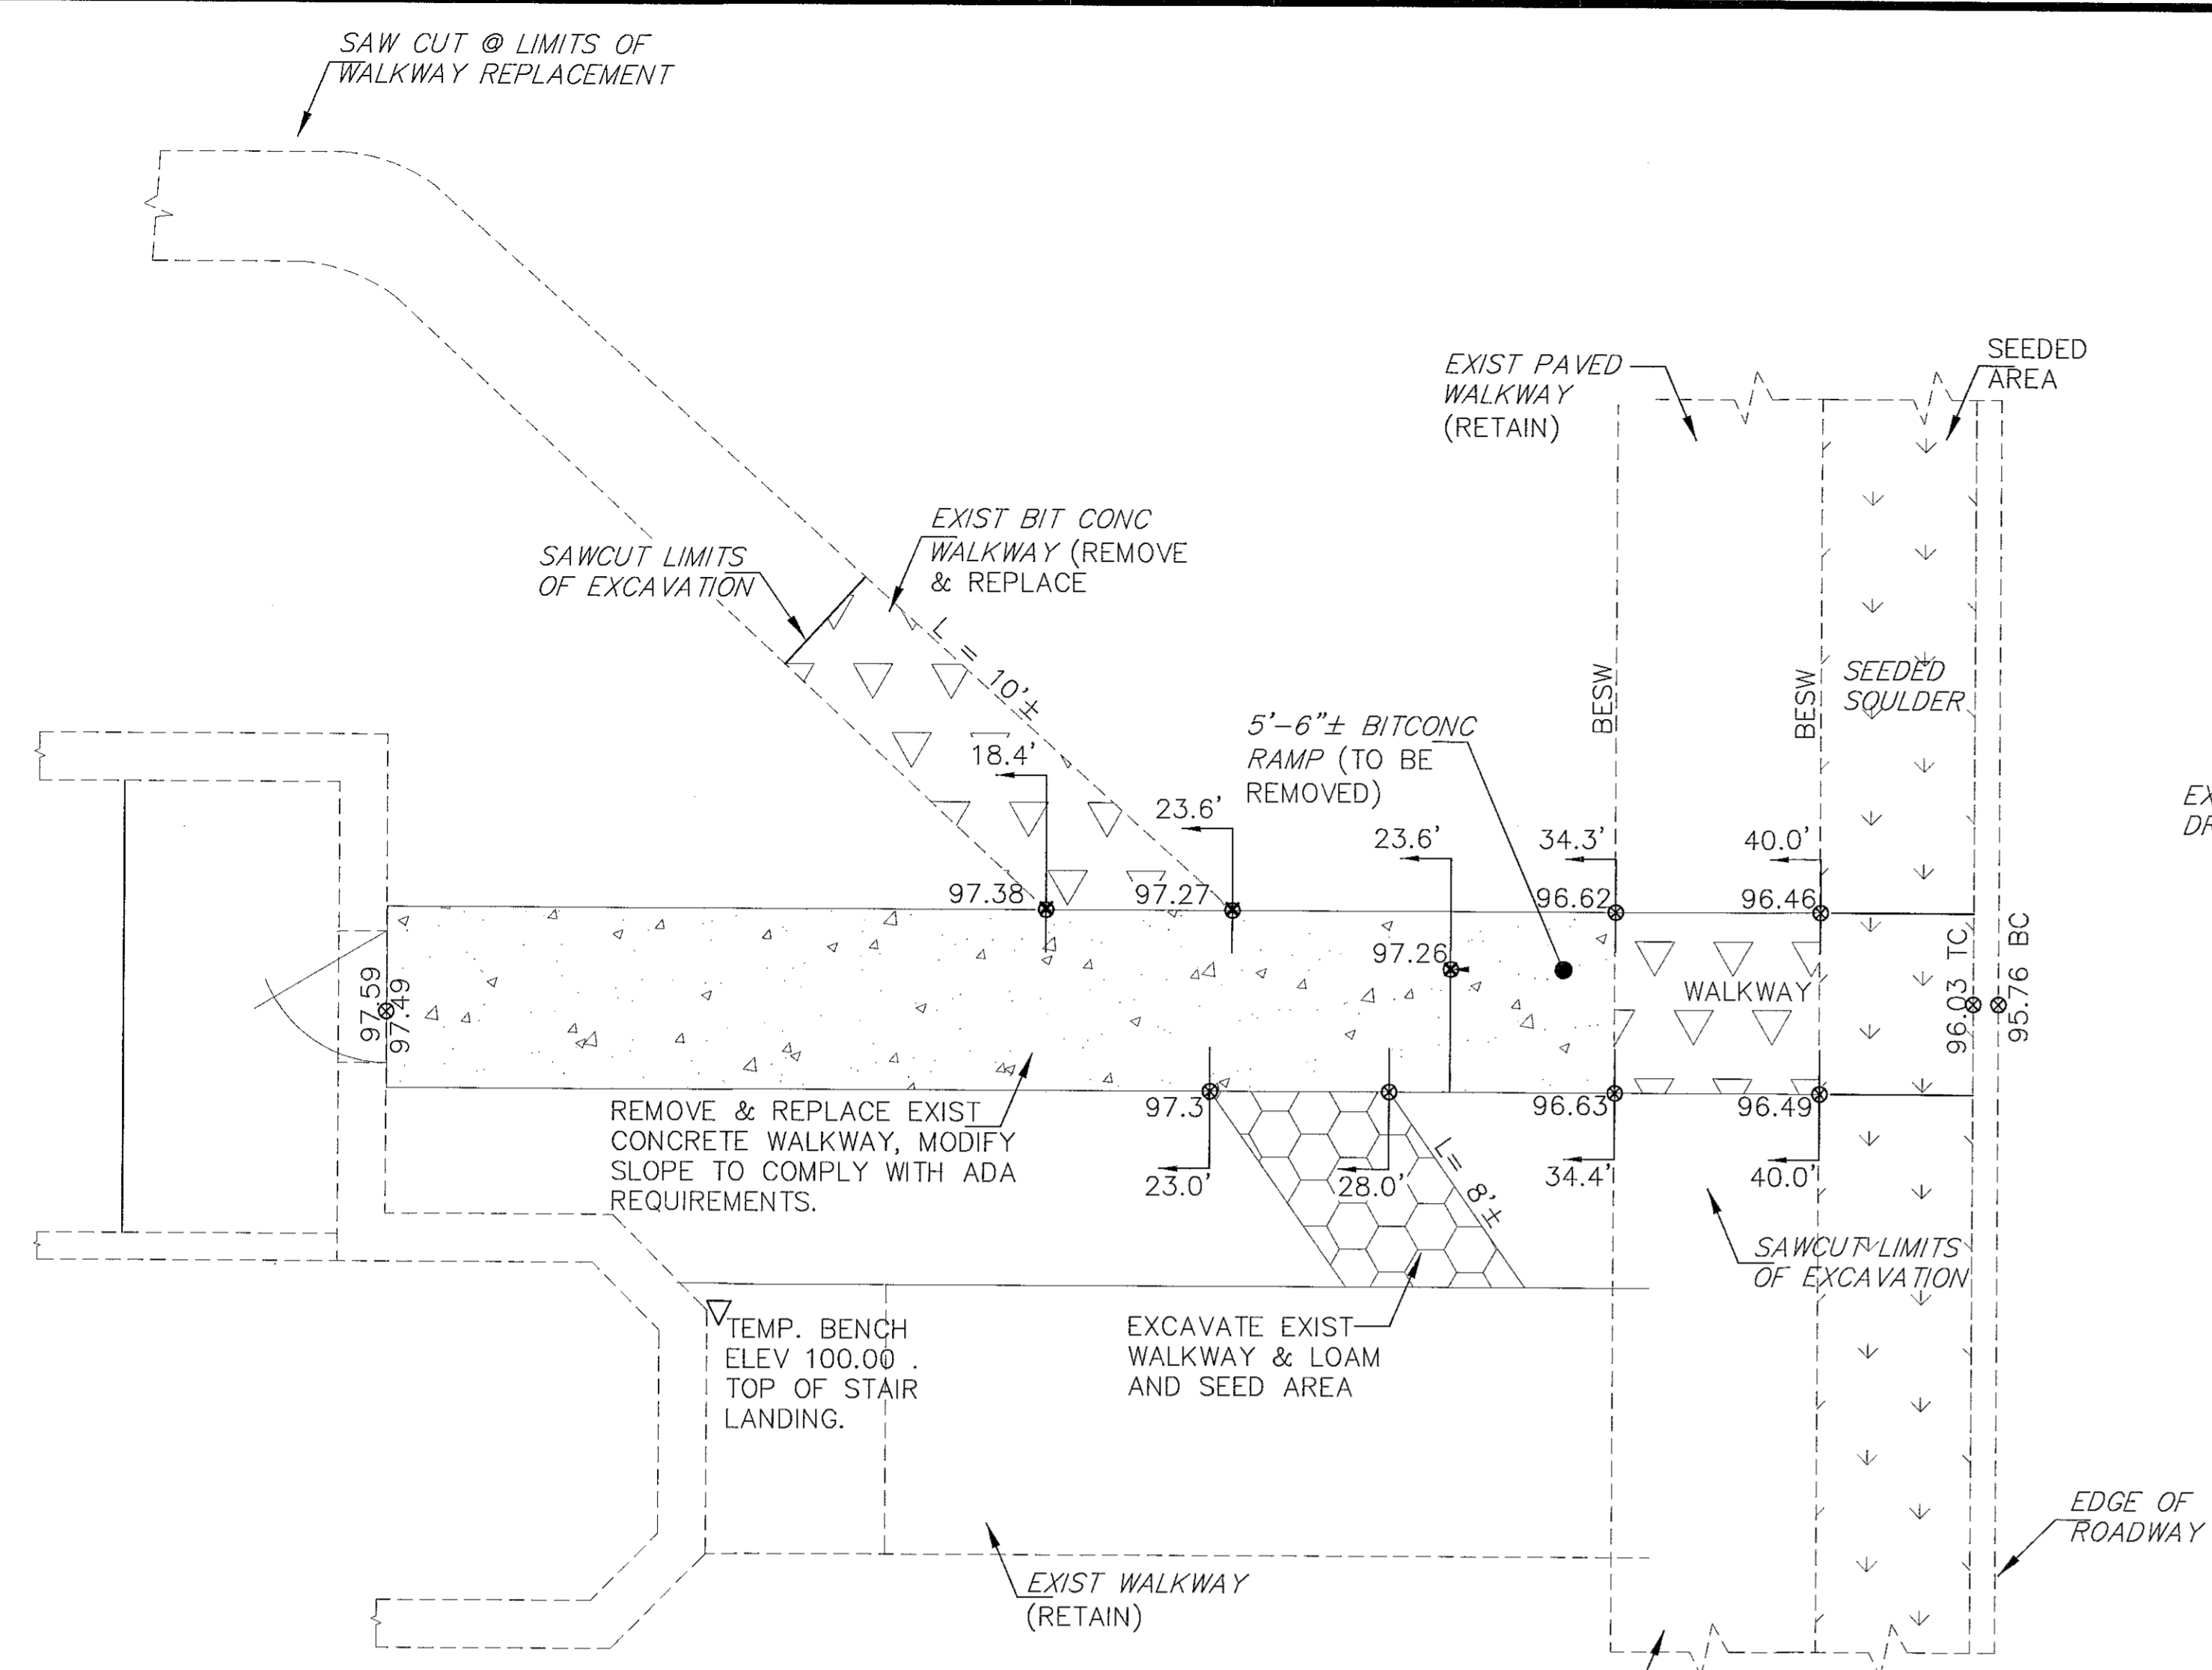 SAW CUT @ LIMITS OF
WALKWAY REPLACEMENT
EXIST PAVED
WALKWAY
(RETAIN)
SEEDED
AREA
EXIST BIT CONC
WALKWAY (REMOVE
& REPLACE
SAWCUT LIMITS
OF EXCAVATION
L = 10'±
BESW
BESW
SEEDED
SOULDER
5'-6"± BITCONC
RAMP (TO BE
REMOVED)
18.4'
23.6'
23.6'
34.3'
40.0'
EX
DR
97.38
97.27
96.62
96.46
97.26
97.59
97.49
WALKWAY
96.03 TC
95.76 BC
REMOVE & REPLACE EXIST
CONCRETE WALKWAY, MODIFY
SLOPE TO COMPLY WITH ADA
REQUIREMENTS.
97.3
96.63
96.49
23.0'
28.0'
L= 8'±
34.4'
40.0'
SAWCUT LIMITS
OF EXCAVATION
TEMP. BENCH
ELEV 100.00 .
TOP OF STAIR
LANDING.
EXCAVATE EXIST
WALKWAY & LOAM
AND SEED AREA
EDGE OF
ROADWAY
EXIST WALKWAY
(RETAIN)